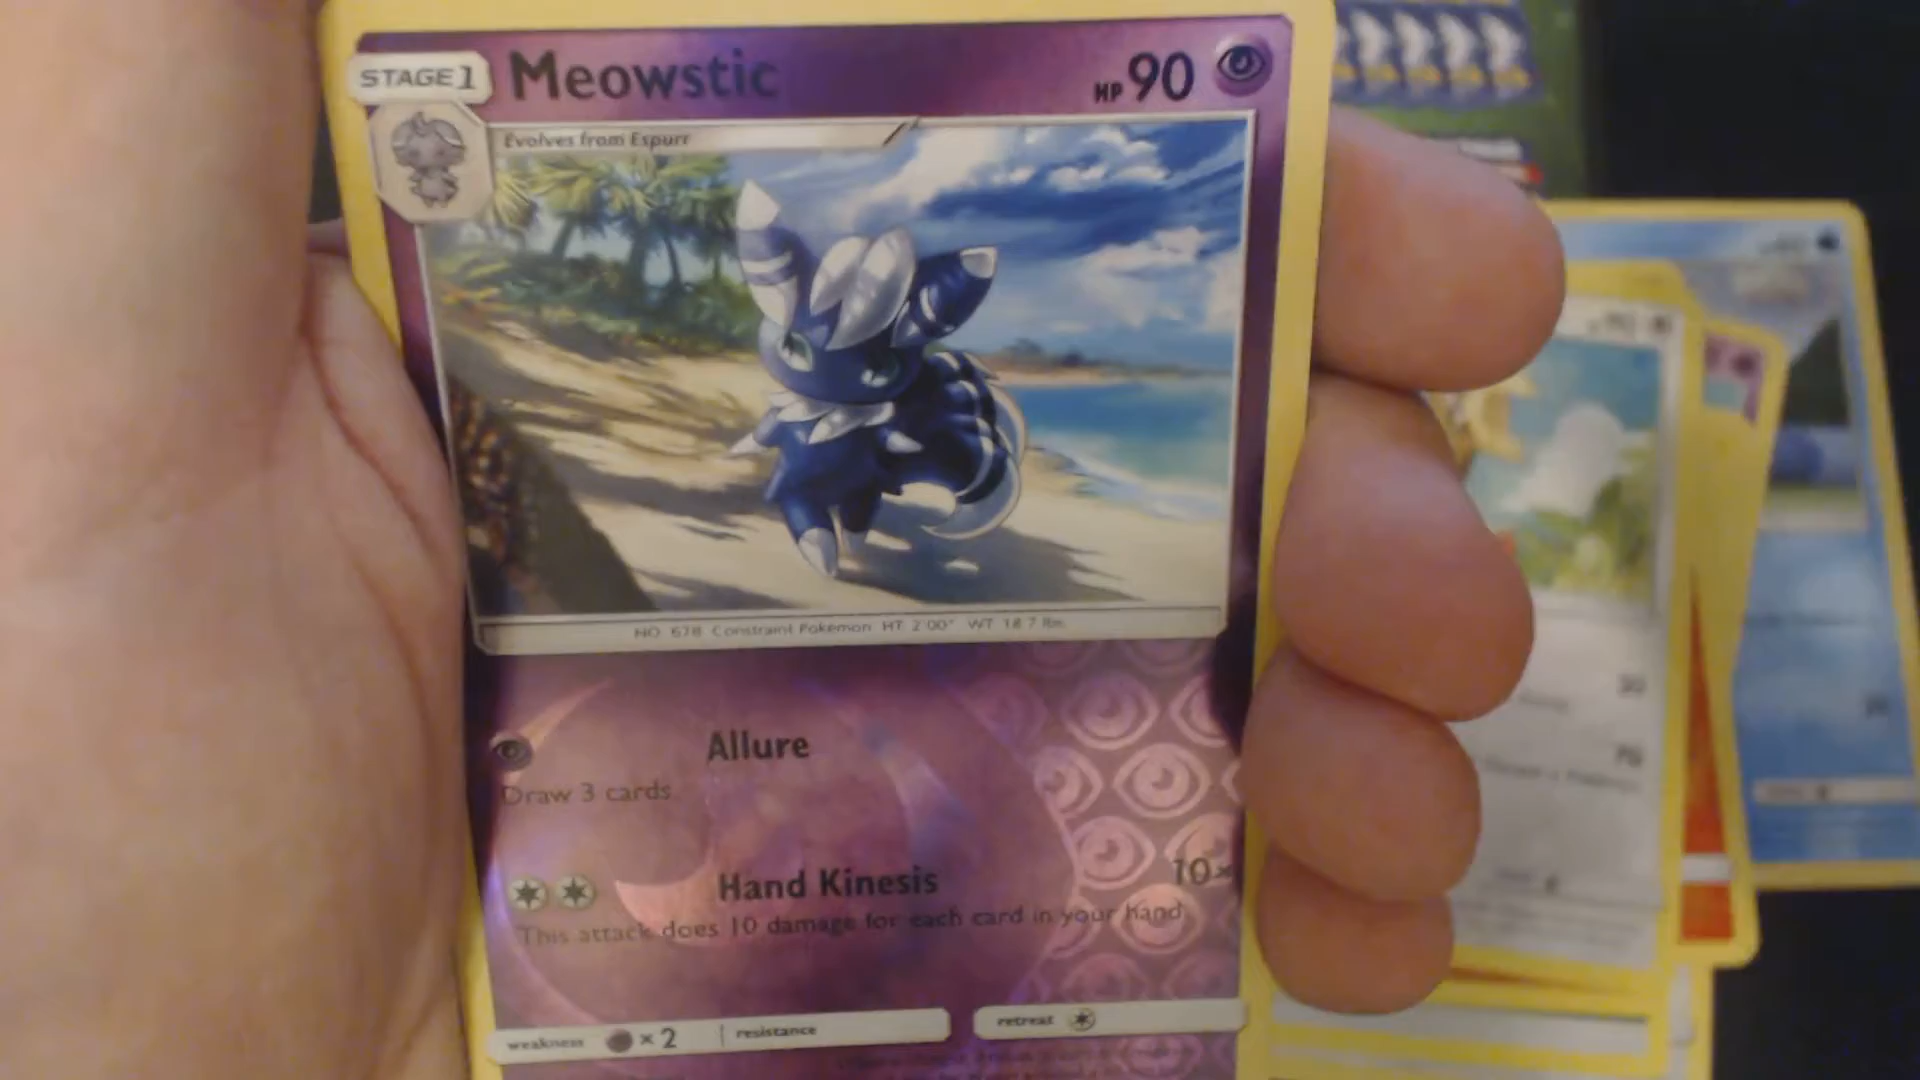 STAGE 1 Meowstic HP 90
Evolves from Espurr
NO 678 Constraint Pokémon HT 2'00" WT 18.7 lbs.
Allure
Draw 3 cards.
Hand Kinesis 10×
This attack does 10 damage for each card in your hand.
weakness ×2 resistance retreat
30
70